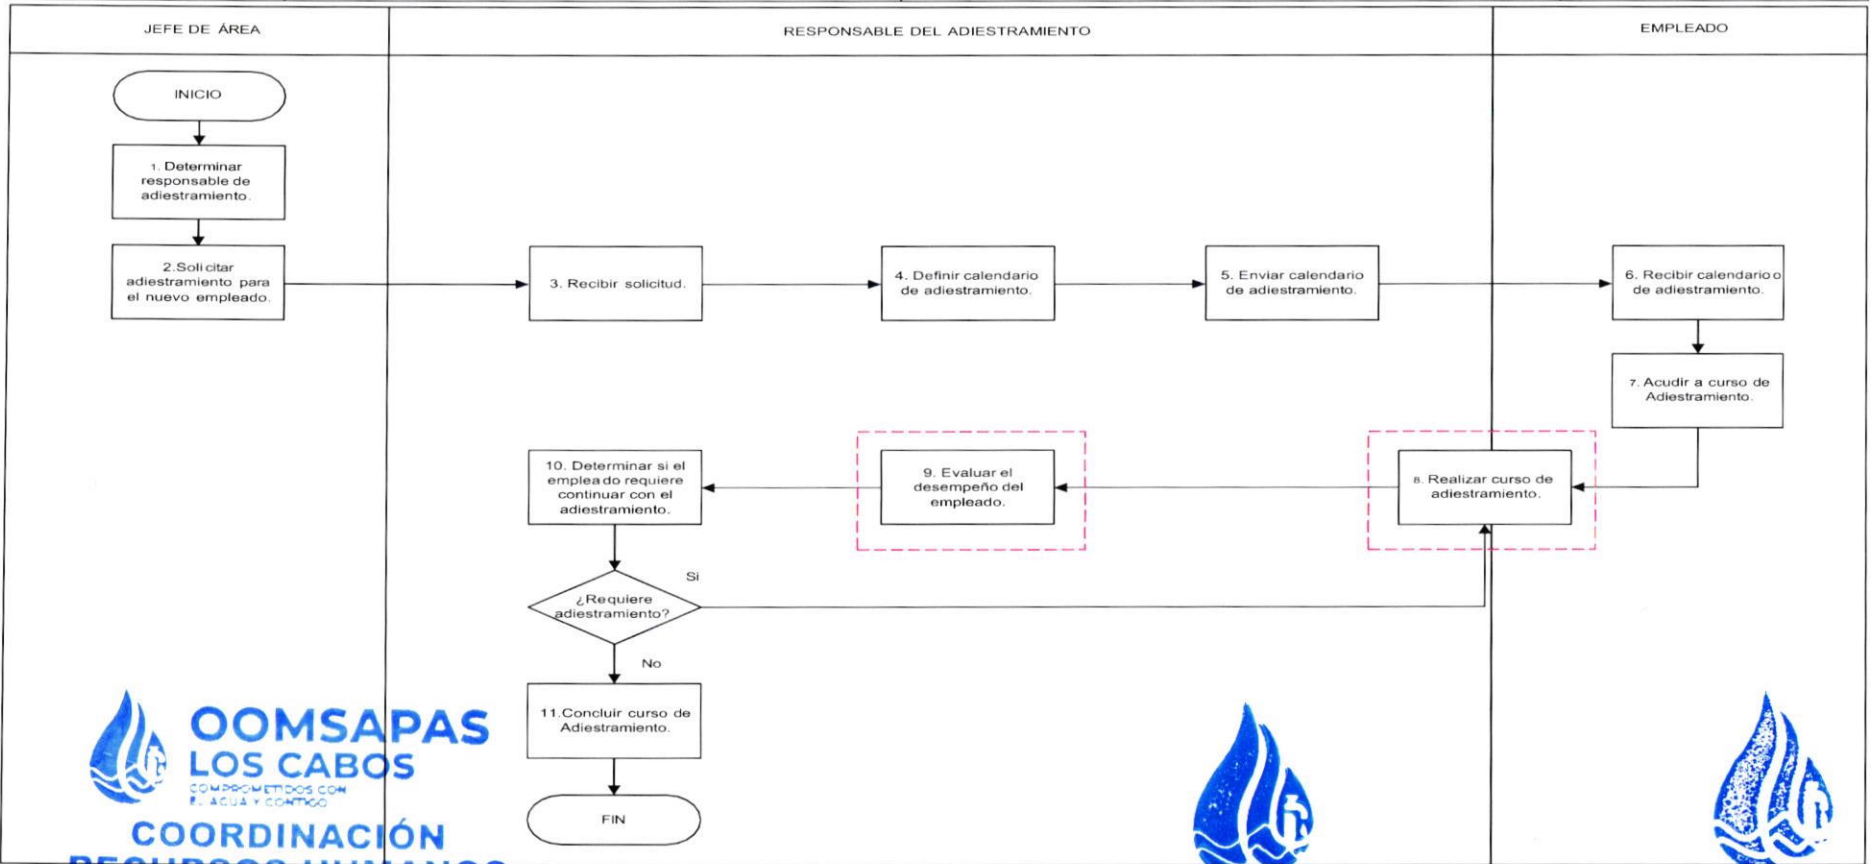 JEFE DE ÁREA
RESPONSABLE DEL ADIESTRAMIENTO
EMPLEADO
INICIO
1. Determinar
responsable de
adiestramiento.
2.Solicitar
adiestramiento para
el nuevo empleado.
3. Recibir solicitud.
4. Definir calendario
de adiestramiento.
5. Enviar calendario
de adiestramiento.
6. Recibir calendario o
de adiestramiento.
7. Acudir a curso de
Adiestramiento.
8. Realizar curso de
adiestramiento.
9. Evaluar el
desempeño del
empleado.
10. Determinar si el
empleado requiere
continuar con el
adiestramiento.
¿Requiere
adiestramiento?
Si
No
11.Concluir curso de
Adiestramiento.
FIN
OOMSAPAS
LOS CABOS
COMPROMETIDOS CON
EL AGUA Y CONTIGO
COORDINACIÓN
RECURSOS HUMANOS